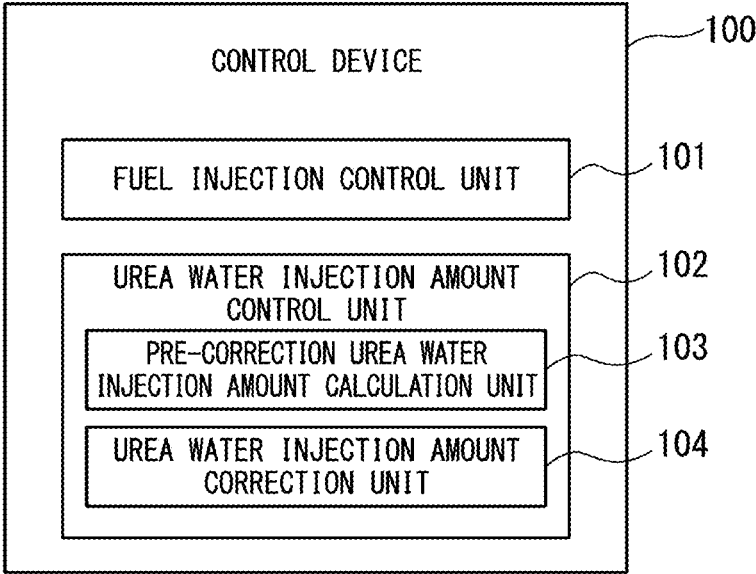 100
CONTROL DEVICE
101
FUEL INJECTION CONTROL UNIT
102
UREA WATER INJECTION AMOUNT
CONTROL UNIT
103
PRE-CORRECTION UREA WATER
INJECTION AMOUNT CALCULATION UNIT
104
UREA WATER INJECTION AMOUNT
CORRECTION UNIT